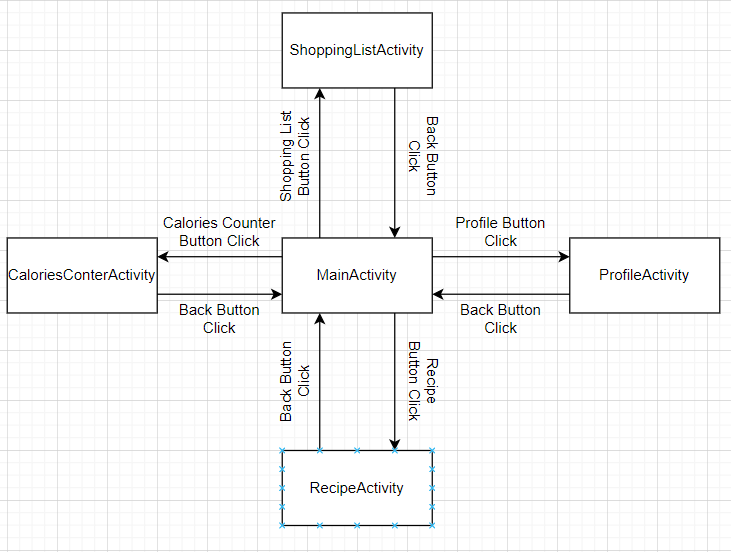 ShoppingListActivity
Shopping List
Button Click
Back Button
Click
Calories Counter
Button Click
Profile Button
Click
CaloriesConterActivity
MainActivity
ProfileActivity
Back Button
Click
Back Button
Click
Back Button
Click
Recipe
Button Click
RecipeActivity